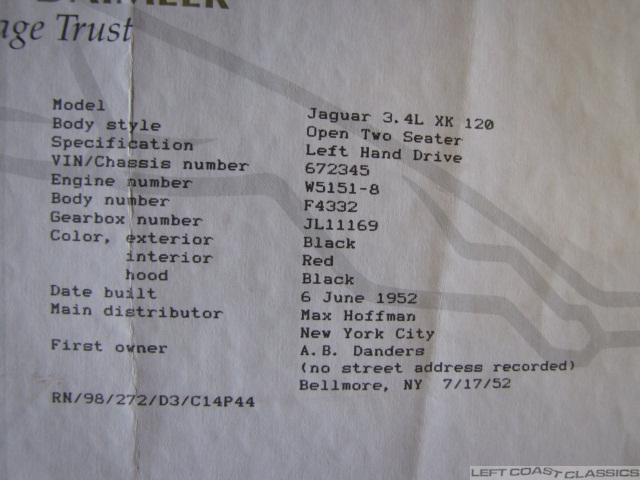 DAIMLER
nge Trust
Model Jaguar 3.4L XK 120
Body style Open Two Seater
Specification Left Hand Drive
VIN/Chassis number 672345
Engine number W5151-8
Body number F4332
Gearbox number JL11169
Color, exterior Black
interior Red
hood Black
Date built 6 June 1952
Main distributor Max Hoffman
New York City
First owner A.B. Danders
(no street address recorded)
Bellmore, NY 7/17/52
RN/98/272/D3/C14P44
LEFT COAST CLASSICS